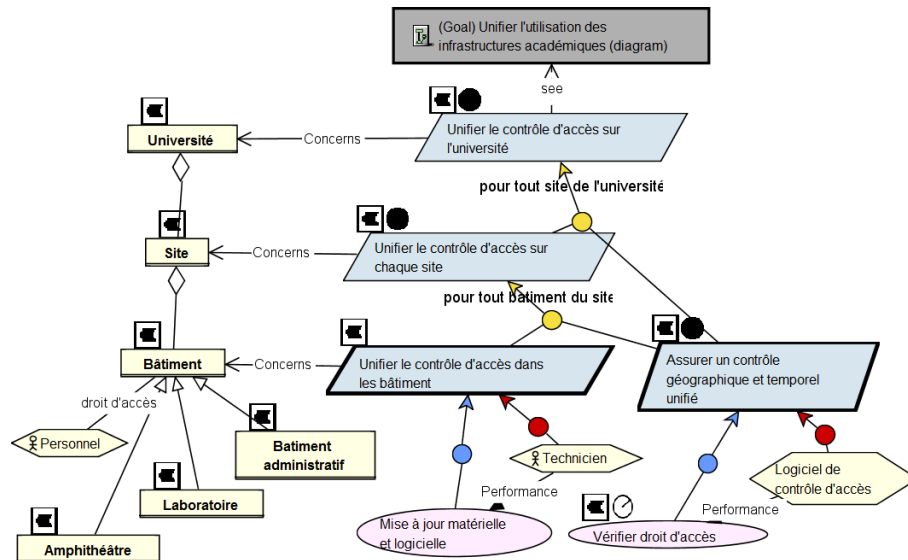 (Goal) Unifier l'utilisation des
infrastructures académiques (diagram)
see
Unifier le contrôle d'accès sur
l'université
Concerns
Université
pour tout site de l'université
Unifier le contrôle d'accès sur
chaque site
Concerns
Site
pour tout bâtiment du site
Unifier le contrôle d'accès dans
les bâtiment
Concerns
Bâtiment
Assurer un contrôle
géographique et temporel
unifié
droit d'accès
Personnel
Batiment
administratif
Technicien
Logiciel de
contrôle d'accès
Laboratoire
Performance
Performance
Mise à jour matérielle
et logicielle
Vérifier droit d'accès
Amphithéâtre